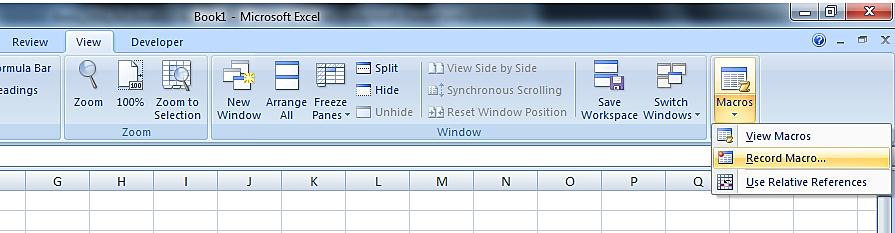 Book1 - Microsoft Excel
Review View Developer
ormula Bar
eadings
Zoom
100
100%
Zoom to
Selection
Zoom
New
Window
Arrange
All
Freeze
Panes
Split
Hide
Unhide
View Side by Side
Synchronous Scrolling
Reset Window Position
Save
Workspace
Switch
Windows
Window
Macros
View Macros
Record Macro...
Use Relative References
G H I J K L M N O P Q